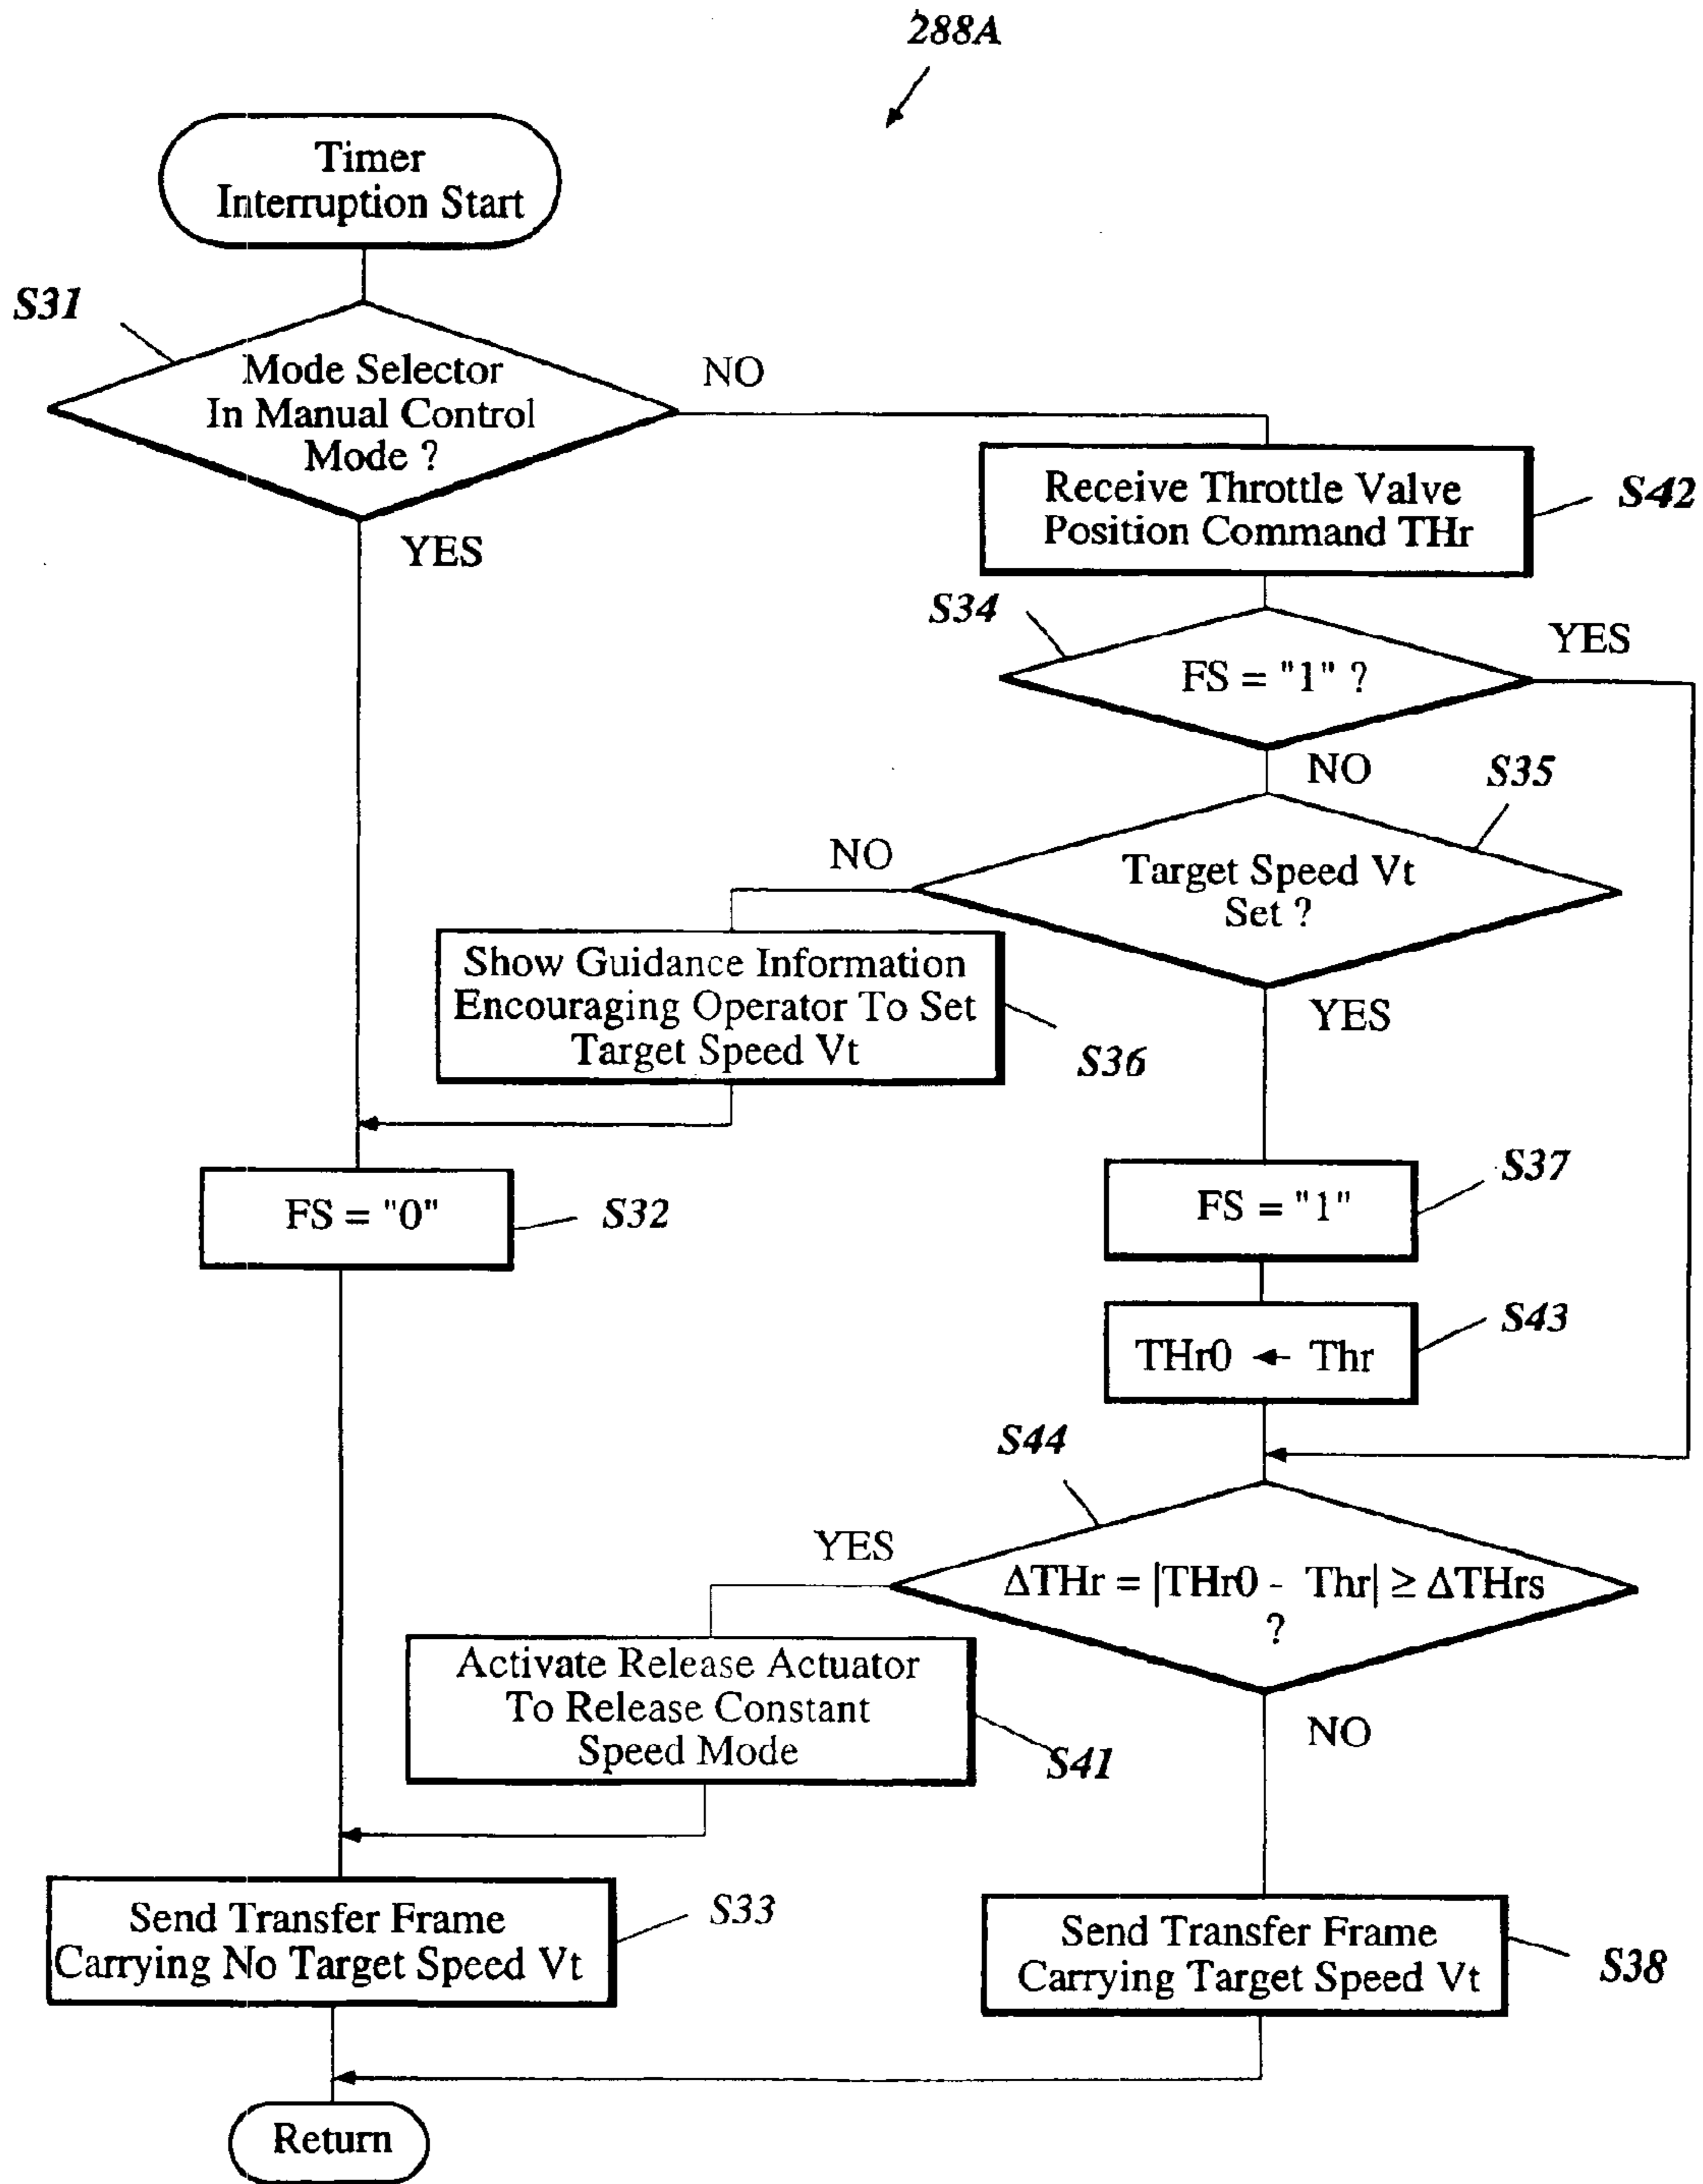 288A
Timer
Interruption Start
S31
Mode Selector
In Manual Control
Mode ?
NO
YES
Receive Throttle Valve
Position Command THr
S42
S34
FS = "1" ?
YES
NO
S35
Target Speed Vt
Set ?
NO
YES
Show Guidance Information
Encouraging Operator To Set
Target Speed Vt
S36
FS = "0"
S32
FS = "1"
S37
THr0 ← Thr
S43
S44
ΔTHr = |THr0 - Thr| ≥ ΔTHrs
?
YES
NO
Activate Release Actuator
To Release Constant
Speed Mode
S41
Send Transfer Frame
Carrying No Target Speed Vt
S33
Send Transfer Frame
Carrying Target Speed Vt
S38
Return